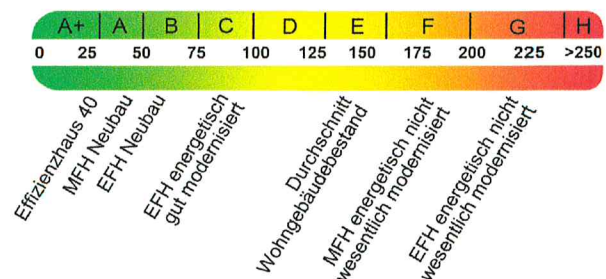 A+ A B C D E F G H
0 25 50 75 100 125 150 175 200 225 >250
Effizienzhaus 40
MFH Neubau
EFH Neubau
EFH energetisch
gut modernisiert
Durchschnitt
Wohngebäudebestand
MFH energetisch nicht
wesentlich modernisiert
EFH energetisch nicht
wesentlich modernisiert